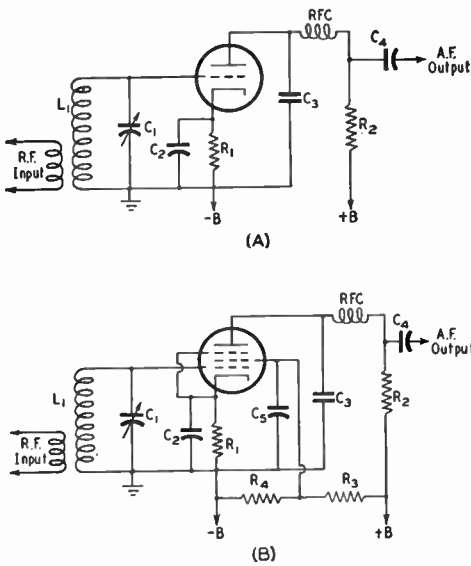 RFC
C4
A.F.
Output
L1
C1
C3
R2
C2
R1
R.F.
Input
-B
+B
(A)
RFC
C4
A.F.
Output
L1
C1
C2
R1
C5
C3
R2
R.F.
Input
R4
R3
-B
+B
(B)